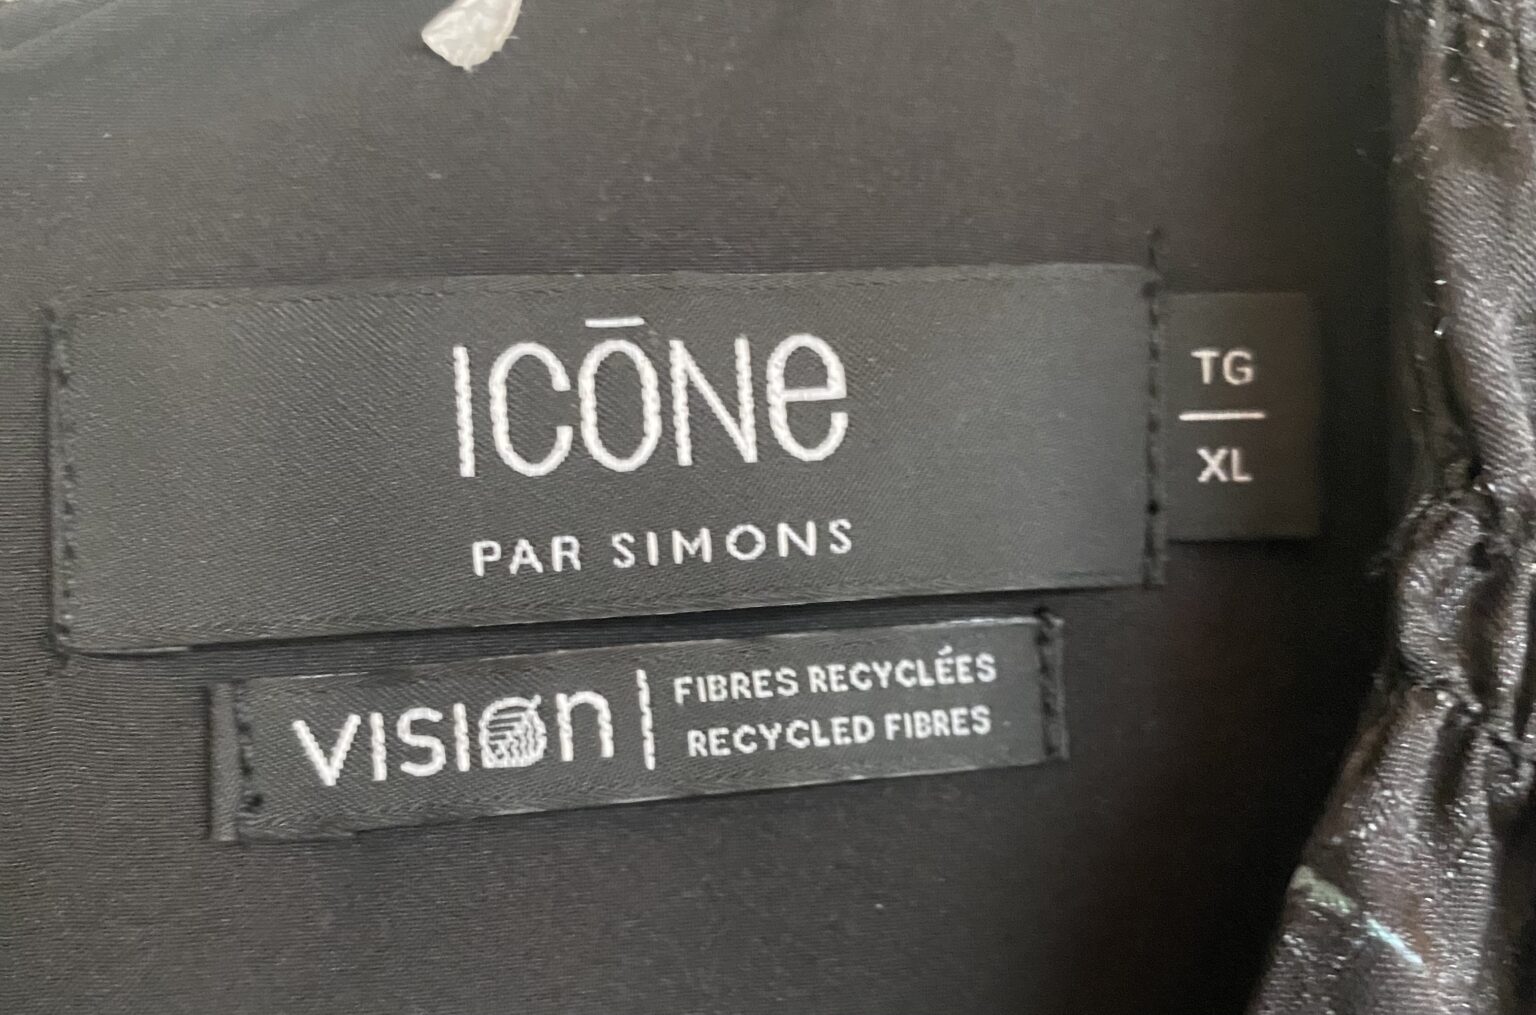 ICŌNe
PAR SIMONS
TG
XL
VISION | FIBRES RECYCLÉES
RECYCLED FIBRES